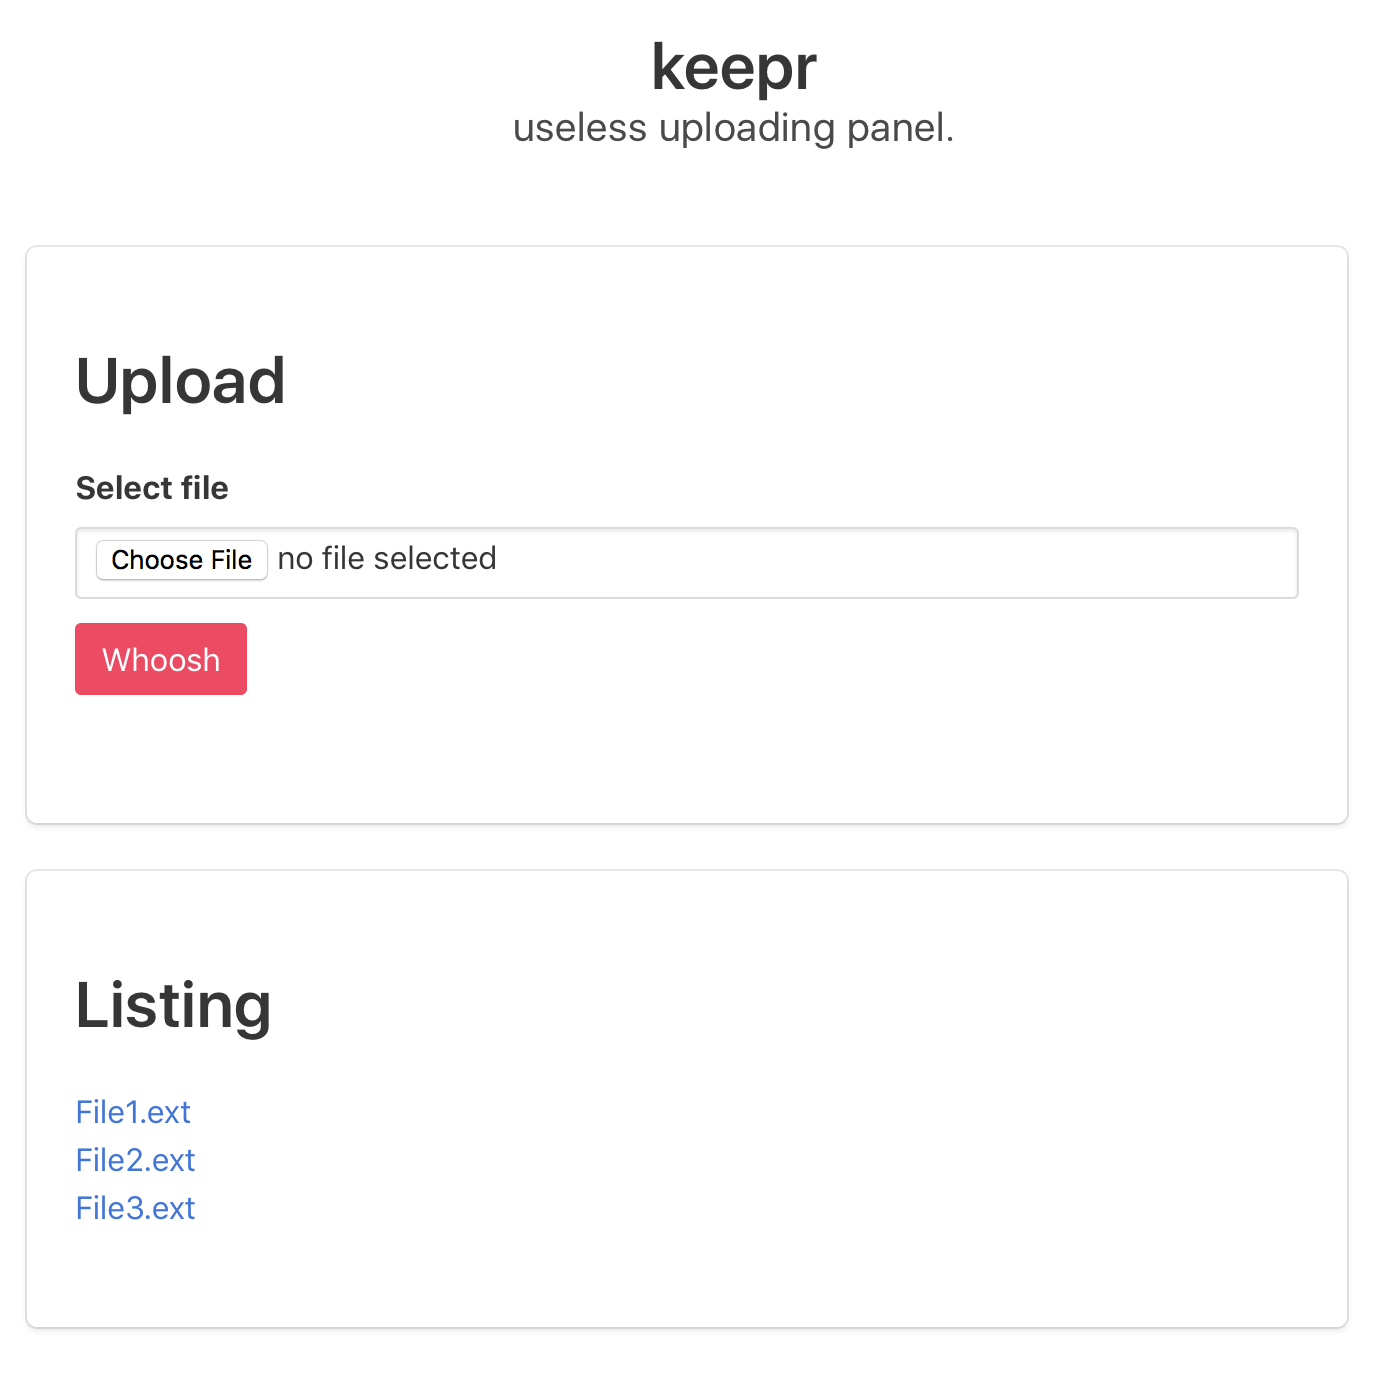 keepr
useless uploading panel.
Upload
Select file
Choose File no file selected
Whoosh
Listing
File1.ext
File2.ext
File3.ext